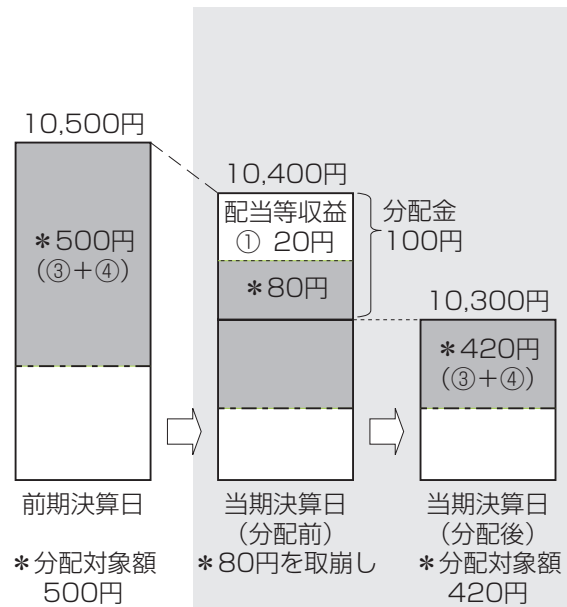 10,500円
＊500円
（③＋④）
前期決算日
＊分配対象額
500円
10,400円
配当等収益
① 20円
＊80円
分配金
100円
当期決算日
（分配前）
＊80円を取崩し
10,300円
＊420円
（③＋④）
当期決算日
（分配後）
＊分配対象額
420円